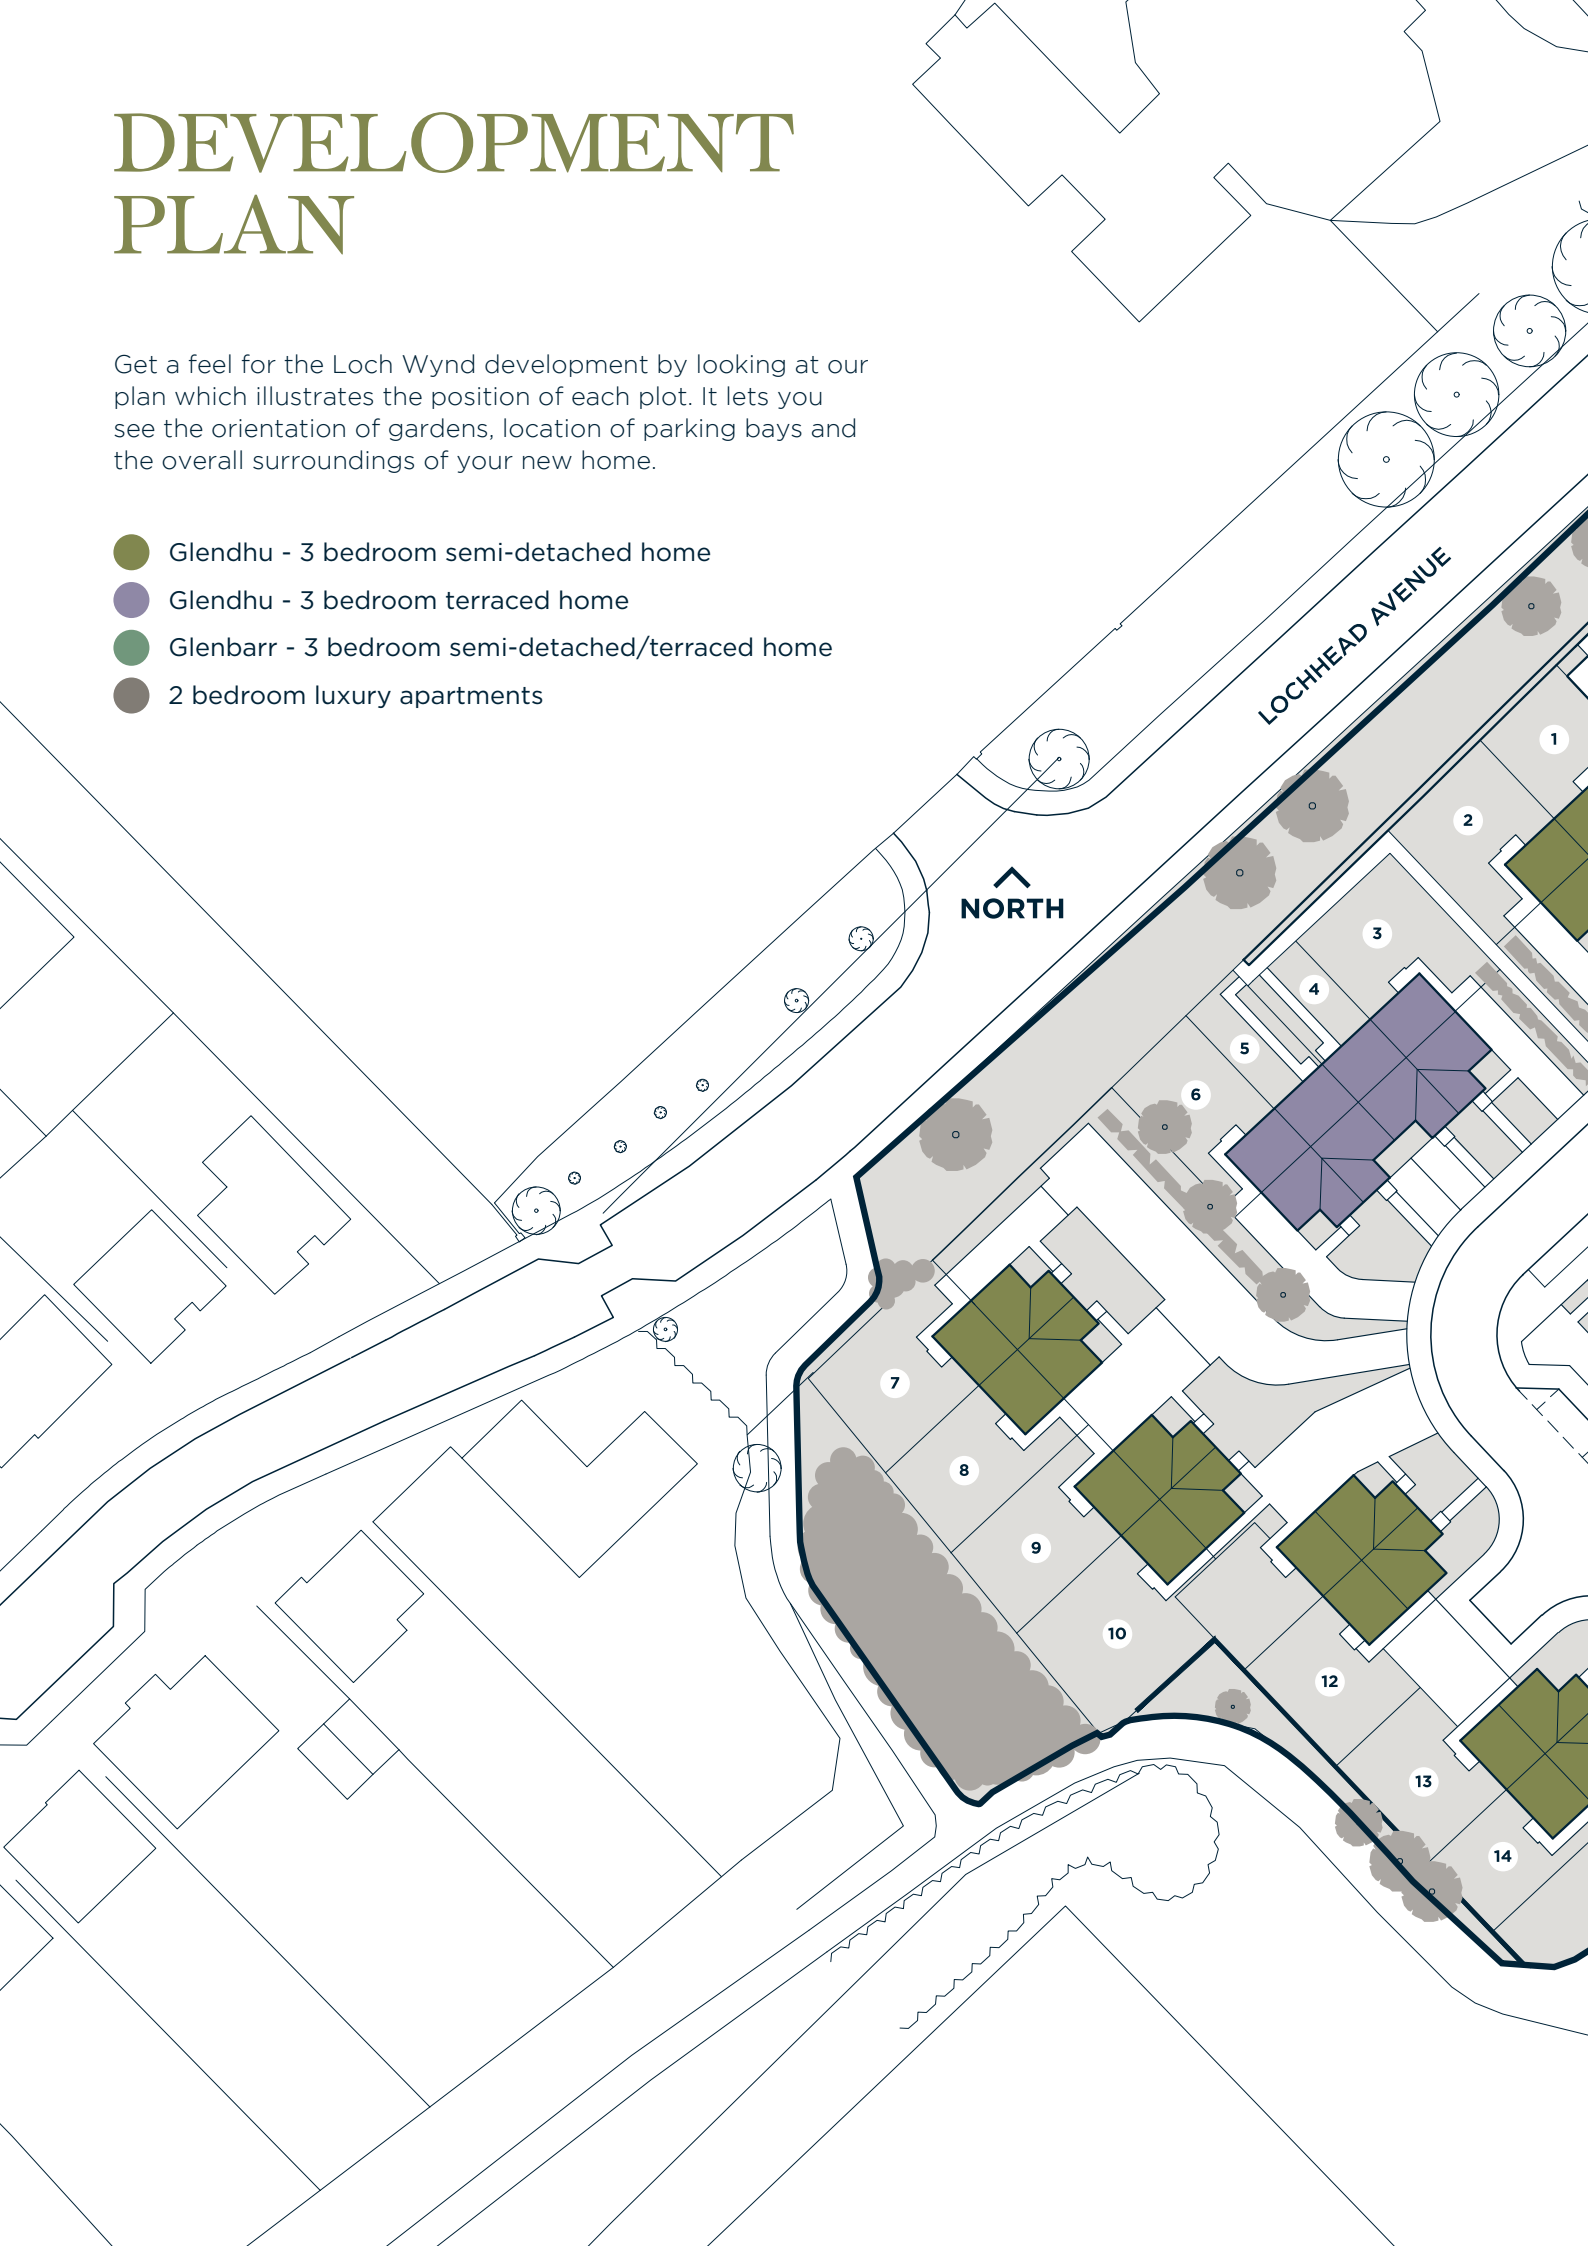 DEVELOPMENT
PLAN
Get a feel for the Loch Wynd development by looking at our
plan which illustrates the position of each plot. It lets you
see the orientation of gardens, location of parking bays and
the overall surroundings of your new home.
Glendhu - 3 bedroom semi-detached home
Glendhu - 3 bedroom terraced home
Glenbarr - 3 bedroom semi-detached/terraced home
2 bedroom luxury apartments
LOCHHEAD AVENUE
NORTH
1
2
3
4
5
6
7
8
9
10
12
13
14